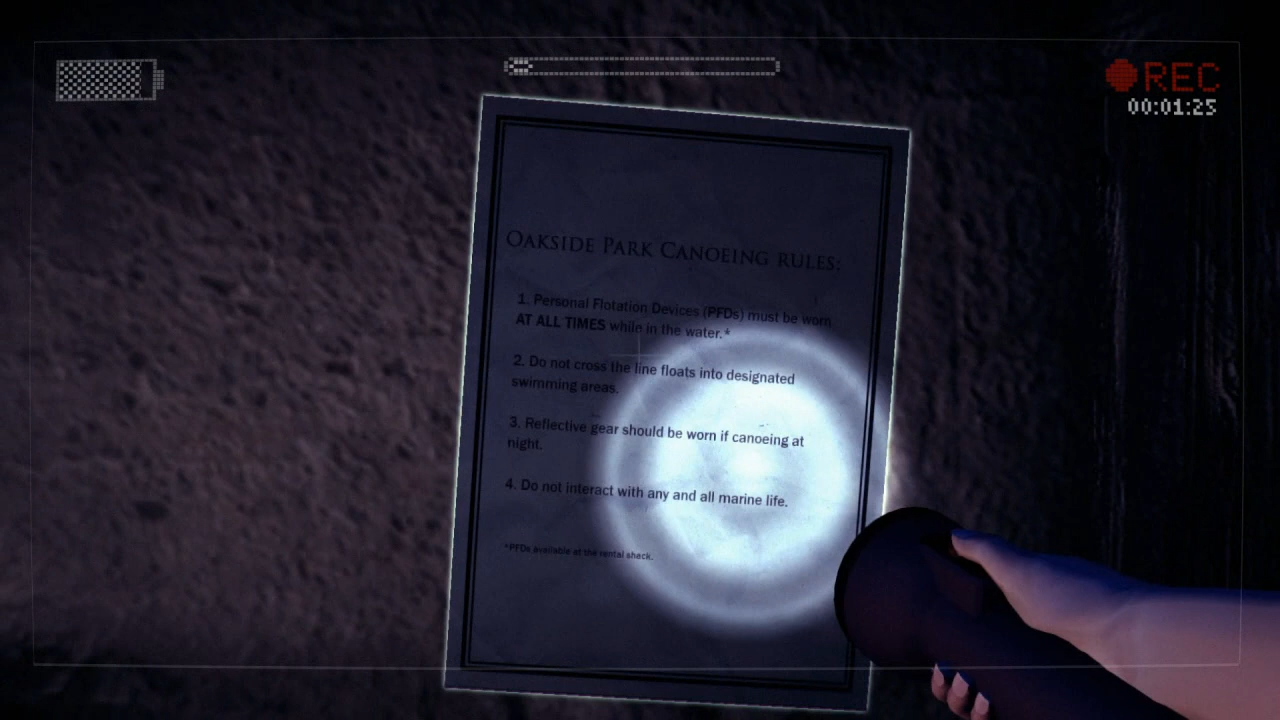 REC
00:01:25
OAKSIDE PARK CANOEING RULES:
1. Personal Flotation Devices (PFDs) must be worn
AT ALL TIMES while in the water.*
2. Do not cross the line floats into designated
swimming areas.
3. Reflective gear should be worn if canoeing at
night.
4. Do not interact with any and all marine life.
*PFDs available at the rental shack.